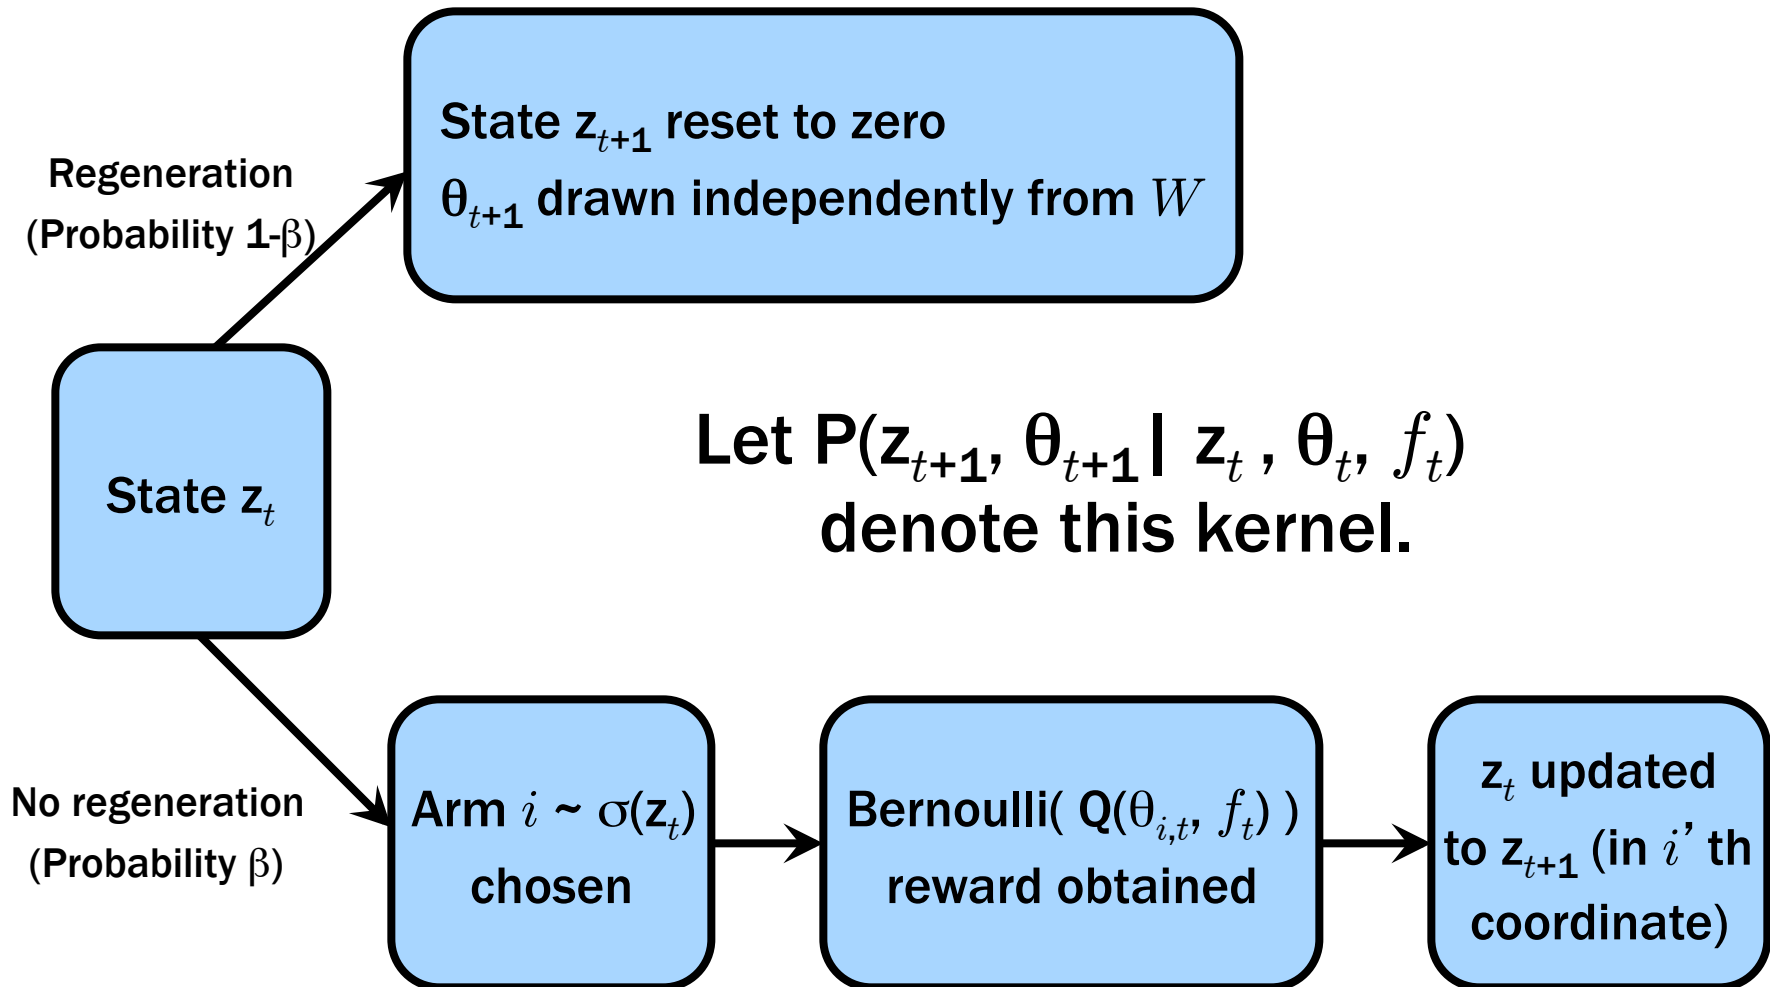 State z_{t+1} reset to zero
θ_{t+1} drawn independently from W
Regeneration
(Probability 1-β)
State z_t
Let P(z_{t+1}, θ_{t+1} | z_t , θ_t, f_t)
denote this kernel.
No regeneration
(Probability β)
Arm i ~ σ(z_t)
chosen
Bernoulli( Q(θ_{i,t}, f_t) )
reward obtained
z_t updated
to z_{t+1} (in i’ th
coordinate)